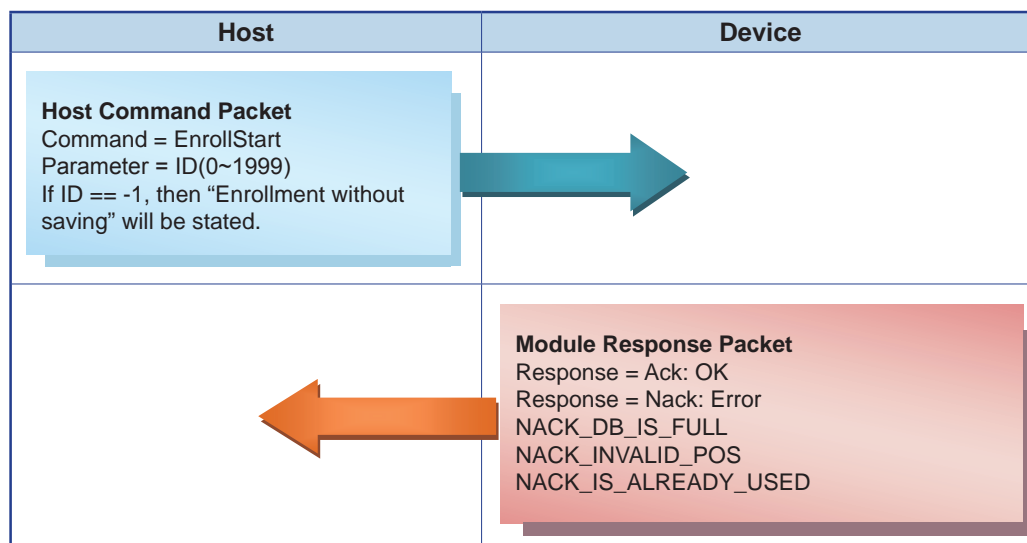 Host
Device
Host Command Packet
Command = EnrollStart
Parameter = ID(0~1999)
If ID == -1, then “Enrollment without
saving” will be stated.
Module Response Packet
Response = Ack: OK
Response = Nack: Error
NACK_DB_IS_FULL
NACK_INVALID_POS
NACK_IS_ALREADY_USED